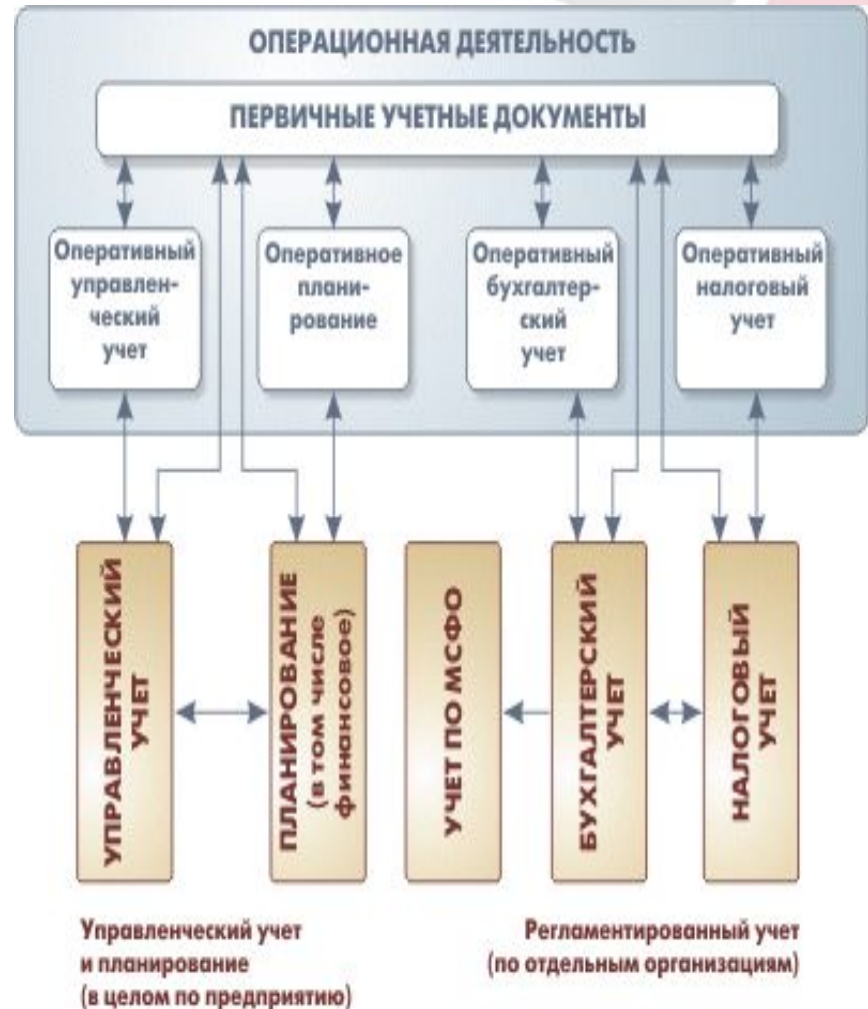 ОПЕРАЦИОННАЯ ДЕЯТЕЛЬНОСТЬ
ПЕРВИЧНЫЕ УЧЕТНЫЕ ДОКУМЕНТЫ
Оперативный
управлен-
ческий
учет
Оперативное
плани-
рование
Оперативный
бухгалтер-
ский
учет
Оперативный
налоговый
учет
УПРАВЛЕНЧЕСКИЙ
УЧЕТ
ПЛАНИРОВАНИЕ
(в том числе
финансовое)
УЧЕТ ПО МСФО
БУХГАЛТЕРСКИЙ
УЧЕТ
НАЛОГОВЫЙ
УЧЕТ
Управленческий учет
и планирование
(в целом по предприятию)
Регламентированный учет
(по отдельным организациям)